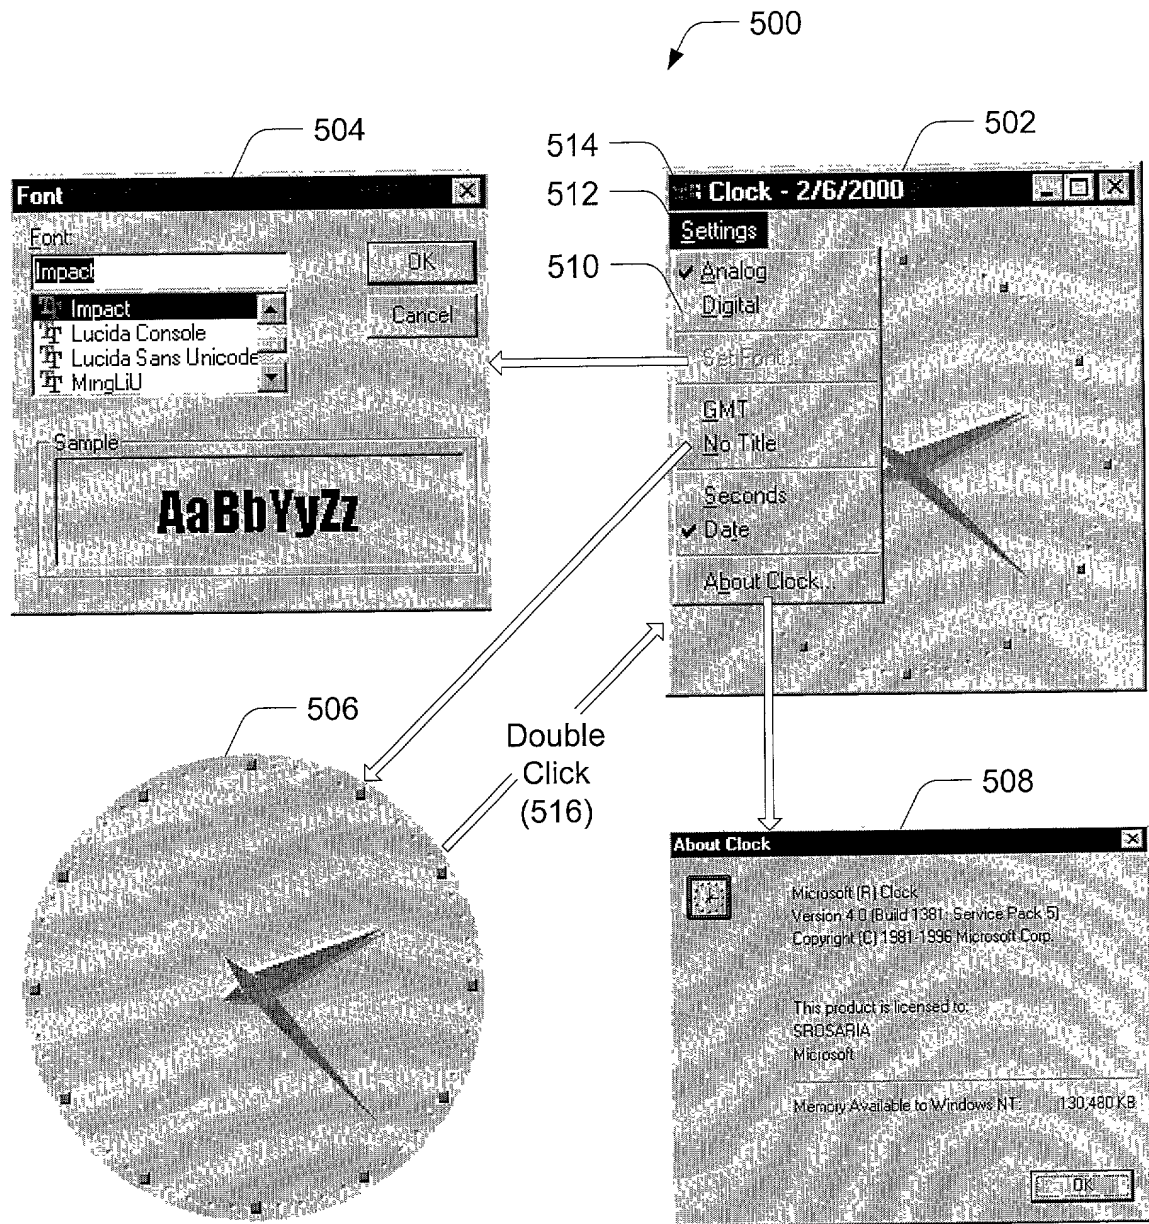 500
504
Font
Font:
Impact
Impact
Lucida Console
Lucida Sans Unicode
MingLiU
OK
Cancel
Sample
AaBbYyZz
502
514
512
510
Clock - 2/6/2000
Settings
Analog
Digital
Set Font...
GMT
No Title
Seconds
Date
About Clock...
506
Double
Click
(516)
508
About Clock
Microsoft (R) Clock
Version 4.0 (Build 1381: Service Pack 5)
Copyright (C) 1981-1996 Microsoft Corp.
This product is licensed to:
SROSARIA
Microsoft
Memory Available to Windows NT: 130,480 KB
OK